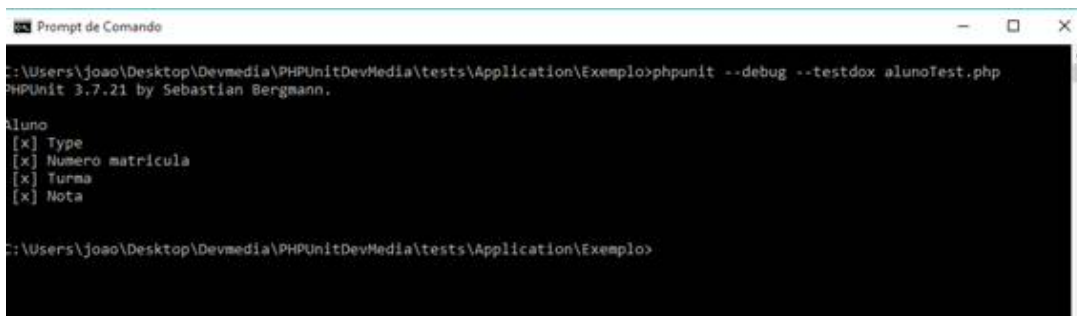 Prompt de Comando
C:\Users\joao\Desktop\Devmedia\PHPUnitDevMedia\tests\Application\Exemplo>phpunit --debug --testdox alunoTest.php
PHPUnit 3.7.21 by Sebastian Bergmann.
Aluno
[x] Type
[x] Numero matricula
[x] Turma
[x] Nota
C:\Users\joao\Desktop\Devmedia\PHPUnitDevMedia\tests\Application\Exemplo>